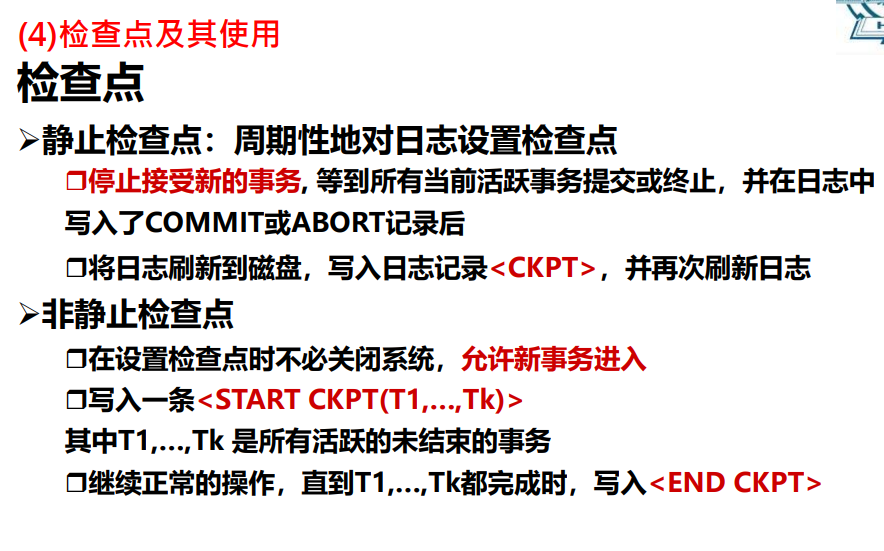 (4)检查点及其使用
检查点
➢静止检查点：周期性地对日志设置检查点
❒停止接受新的事务, 等到所有当前活跃事务提交或终止，并在日志中
写入了COMMIT或ABORT记录后
❒将日志刷新到磁盘，写入日志记录<CKPT>，并再次刷新日志
➢非静止检查点
❒在设置检查点时不必关闭系统，允许新事务进入
❒写入一条<START CKPT(T1,…,Tk)>
其中T1,…,Tk 是所有活跃的未结束的事务
❒继续正常的操作，直到T1,…,Tk都完成时，写入<END CKPT>